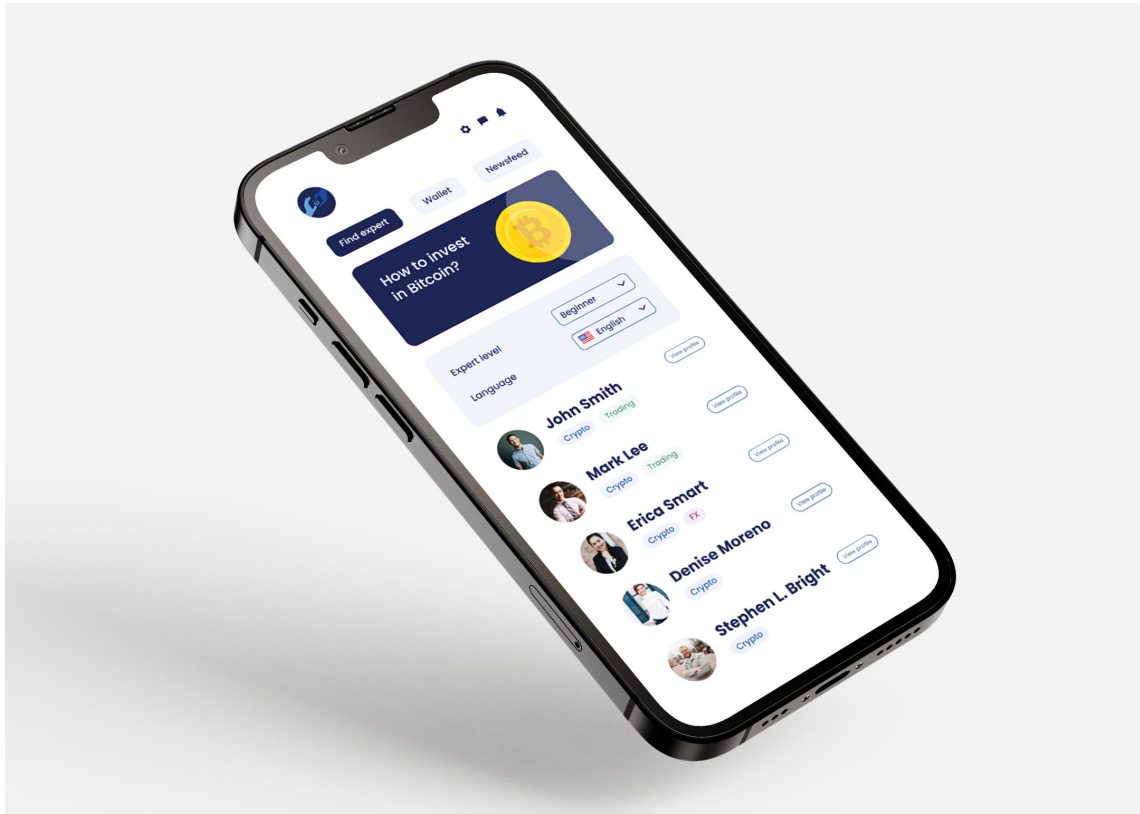 Find expert
Wallet
Newsfeed
How to invest
in Bitcoin?
Expert level
Beginner
Language
English
John Smith
Crypto
Trading
View profile
Mark Lee
Crypto
Trading
View profile
Erica Smart
Crypto
FX
View profile
Denise Moreno
Crypto
View profile
Stephen L. Bright
Crypto
View profile